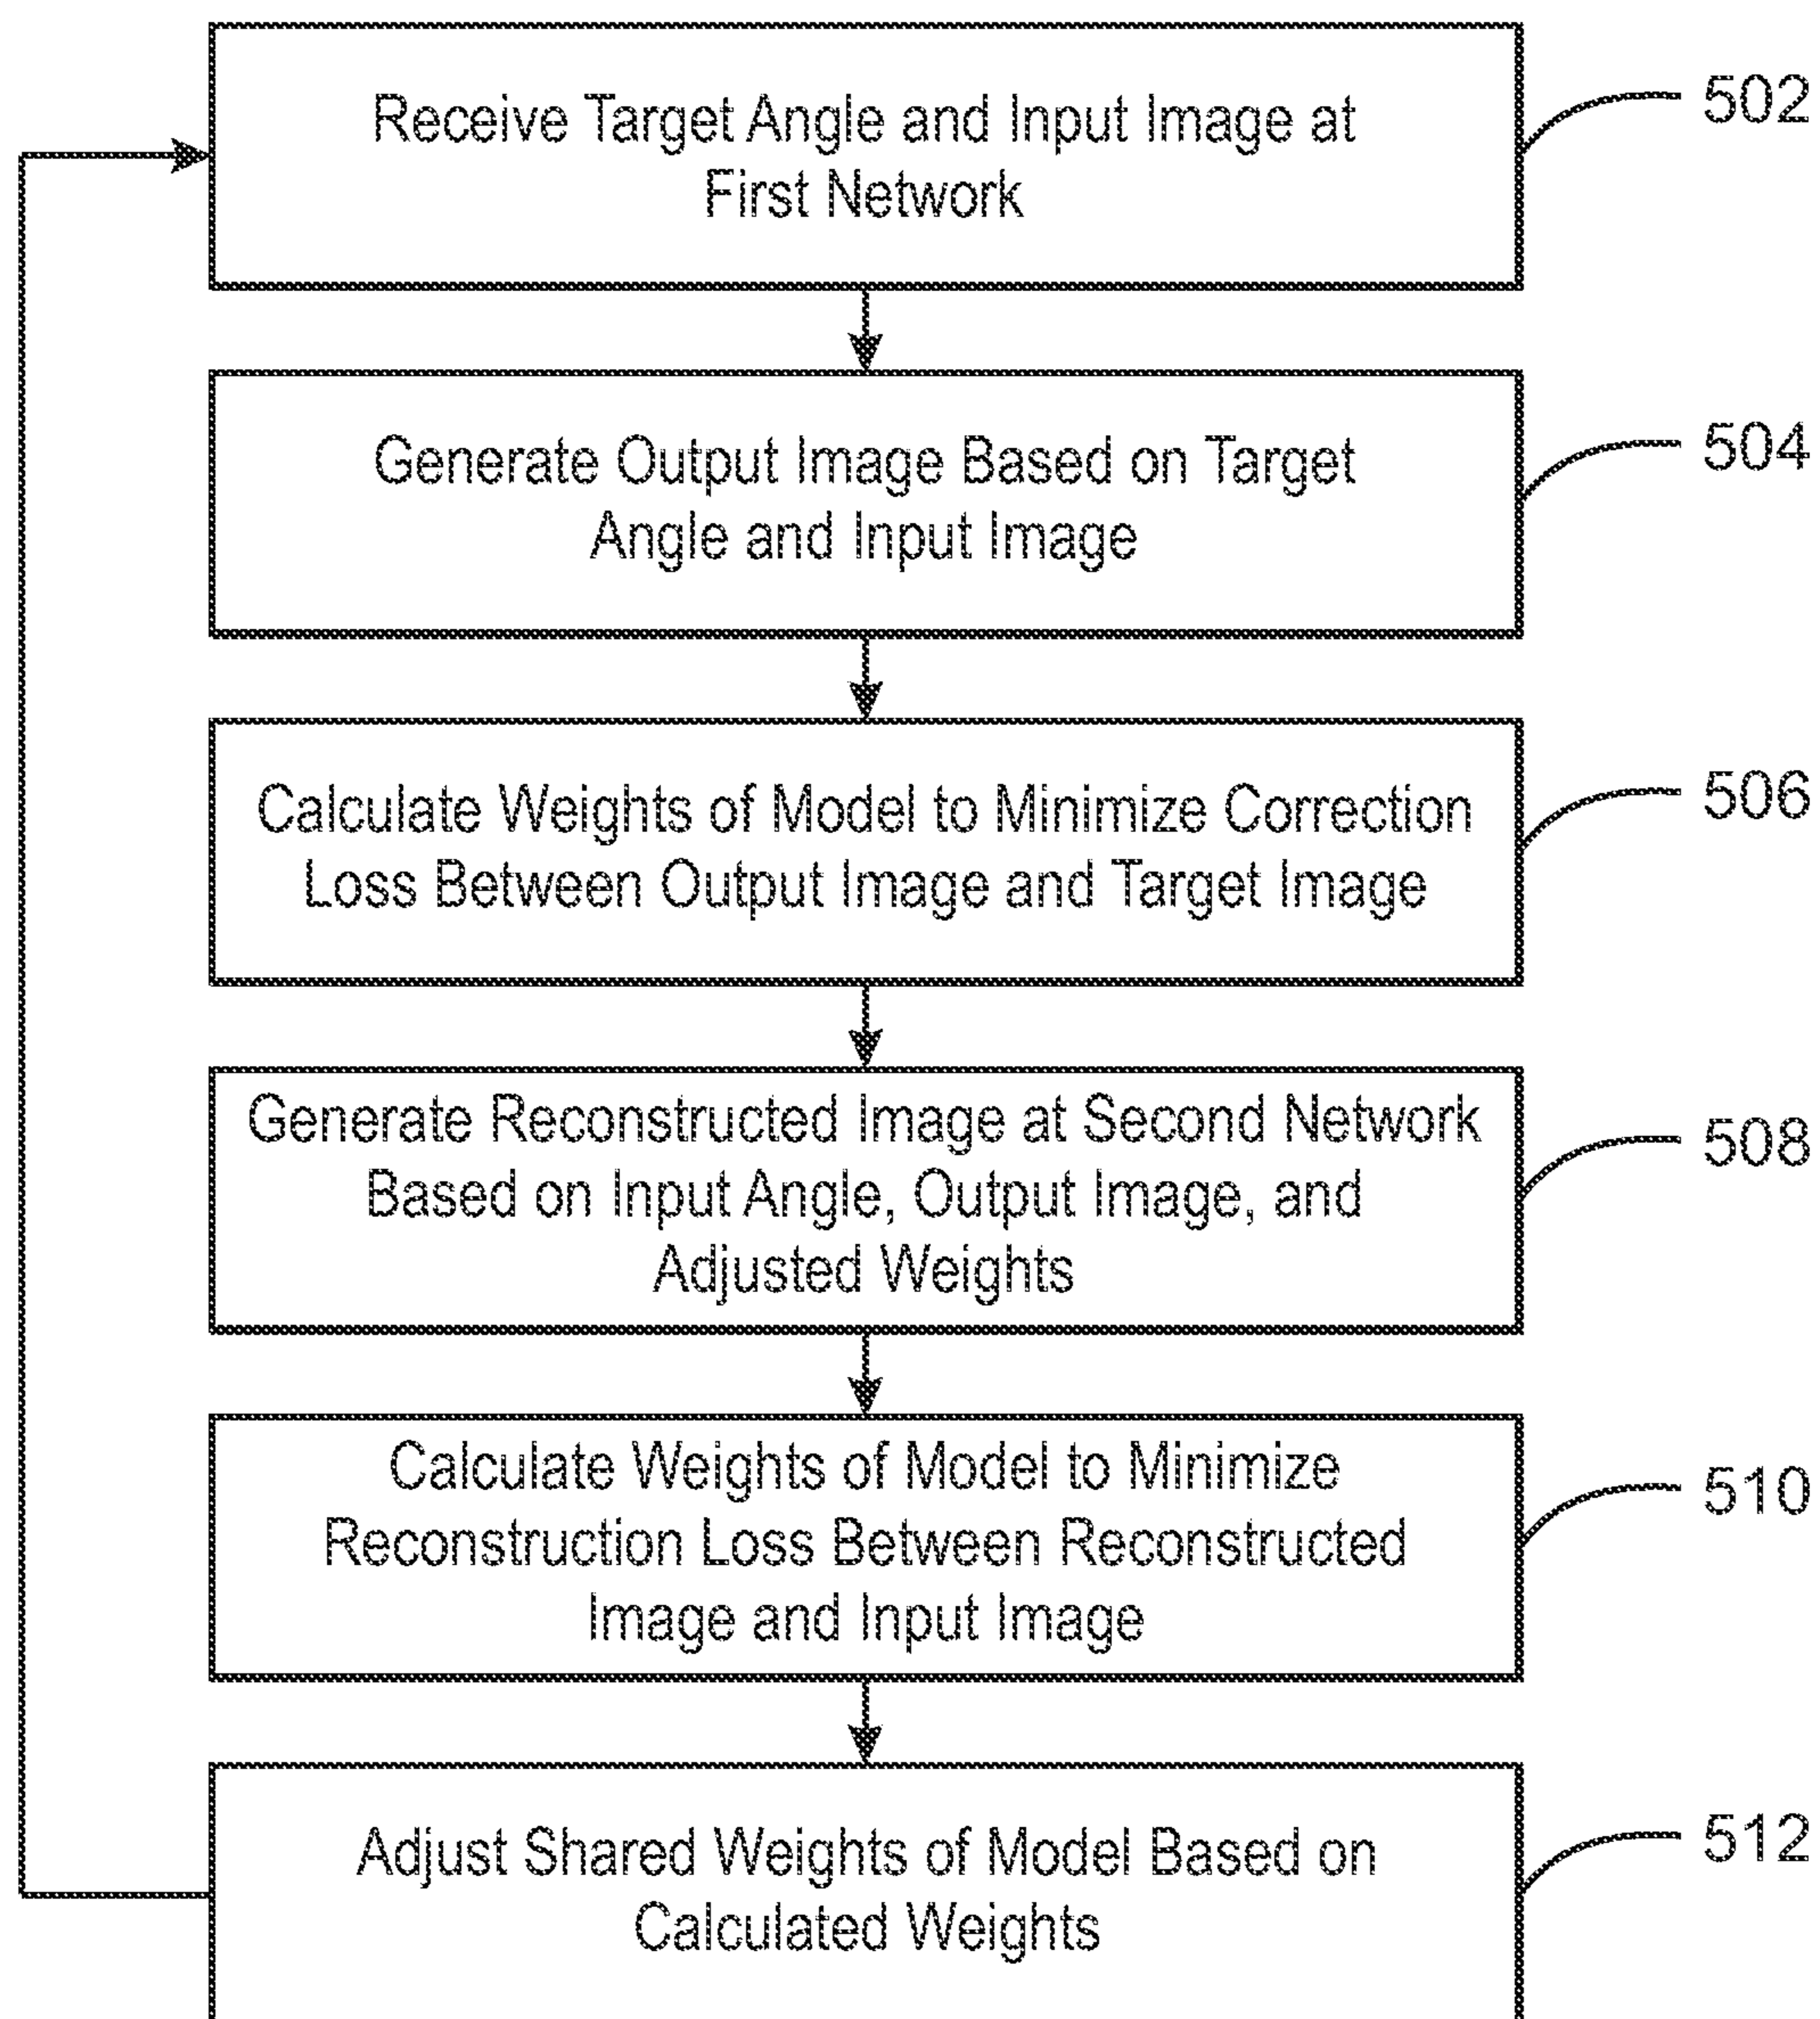 Receive Target Angle and Input Image at
First Network
502
Generate Output Image Based on Target
Angle and Input Image
504
Calculate Weights of Model to Minimize Correction
Loss Between Output Image and Target Image
506
Generate Reconstructed Image at Second Network
Based on Input Angle, Output Image, and
Adjusted Weights
508
Calculate Weights of Model to Minimize
Reconstruction Loss Between Reconstructed
Image and Input Image
510
Adjust Shared Weights of Model Based on
Calculated Weights
512